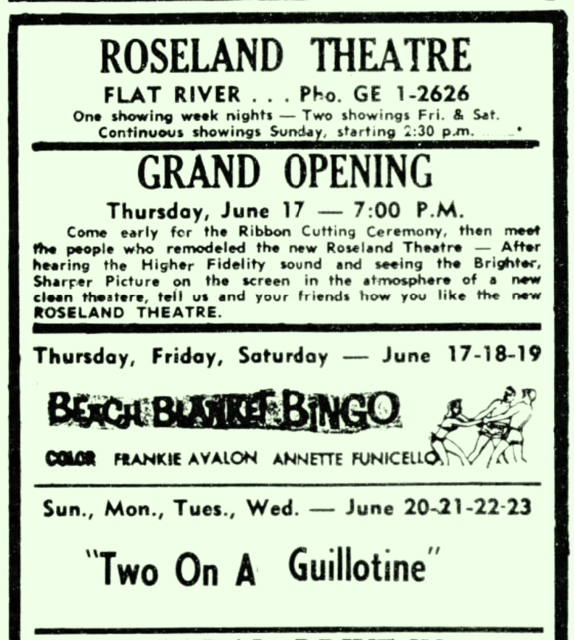 ROSELAND THEATRE
FLAT RIVER . . . Pho. GE 1-2626
One showing week nights — Two showings Fri. & Sat.
Continuous showings Sunday, starting 2:30 p.m.
GRAND OPENING
Thursday, June 17 — 7:00 P.M.
Come early for the Ribbon Cutting Ceremony, then meet
the people who remodeled the new Roseland Theatre — After
hearing the Higher Fidelity sound and seeing the Brighter,
Sharper Picture on the screen in the atmosphere of a new
clean theatere, tell us and your friends how you like the new
ROSELAND THEATRE.
Thursday, Friday, Saturday — June 17-18-19
BEACH BLANKET BINGO
COLOR FRANKIE AVALON ANNETTE FUNICELLO
Sun., Mon., Tues., Wed. — June 20-21-22-23
"Two On A Guillotine"